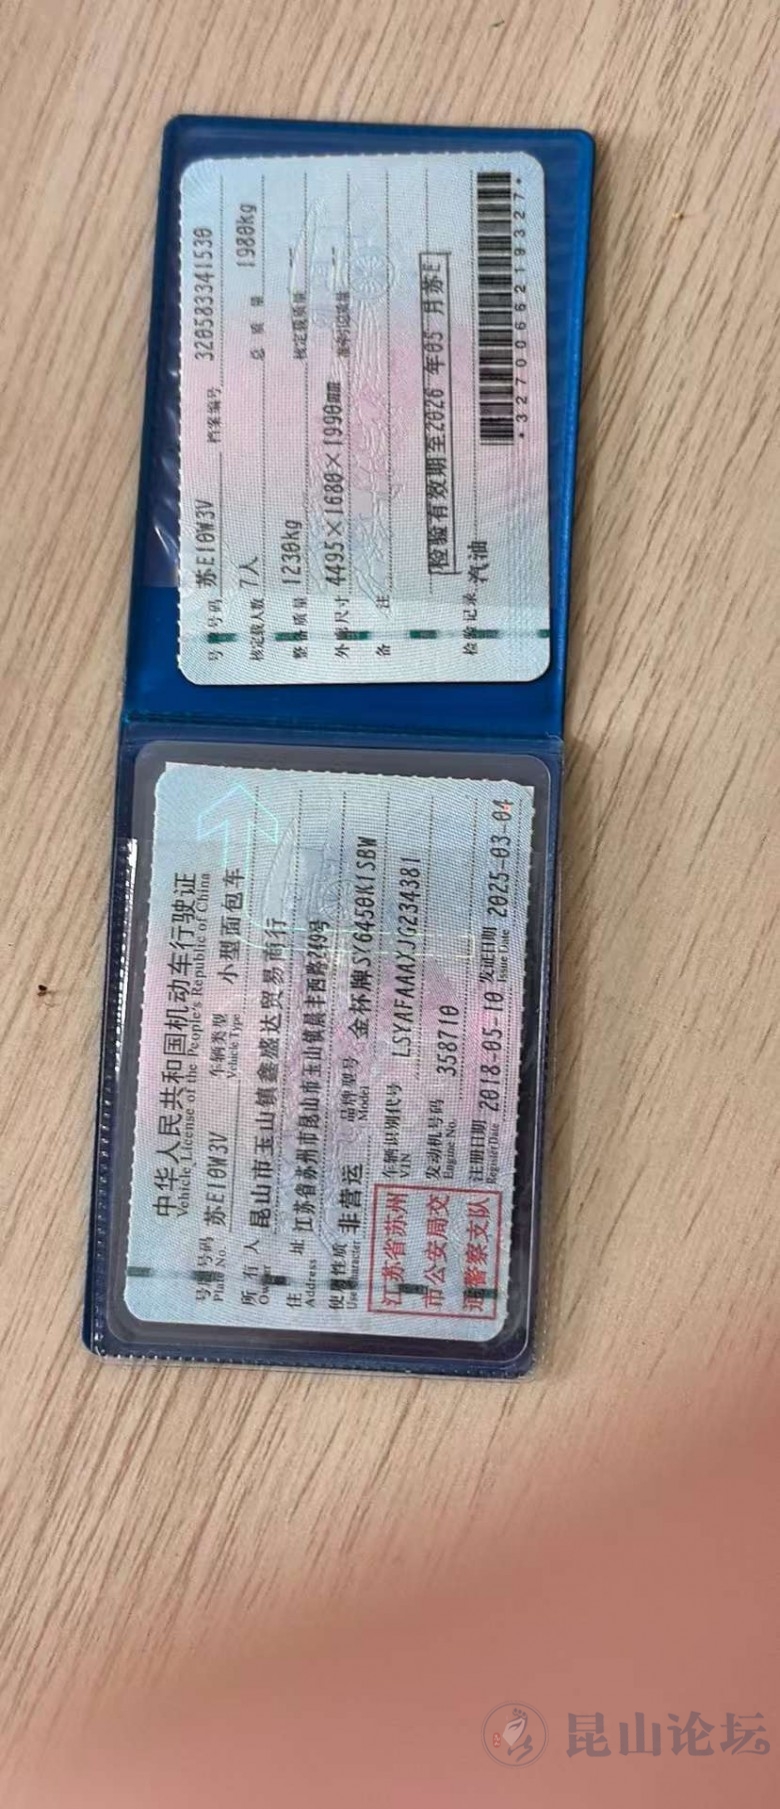 中华人民共和国机动车行驶证
Vehicle License of the People's Republic of China
号牌号码 苏E10W3V 车辆类型 小型面包车
Plate No. Vehicle Type
所有人 昆山市玉山镇鑫盛达贸易商行
Owner
住址 江苏省苏州市昆山市玉山镇晨丰西路249号
Address
使用性质 非营运 品牌型号 金杯牌SY6450K1SBW
Use Character Model
江苏省苏州
市公安局交
通警察支队
车辆识别代号 LSYAFAAAXJG234381
VIN
发动机号码 358710
Engine No.
注册日期 2018-05-10 发证日期 2025-03-04
Register Date Issue Date
号牌号码 苏E10W3V 档案编号 320583341530
核定载人数 7人 总质量 1980kg
整备质量 1230kg 核定载质量 --
外廓尺寸 4495×1680×1990mm 准牵引总质量 --
备注
检验有效期至2026年05月苏E
检验记录 汽油
*3270066219327*
昆山论坛